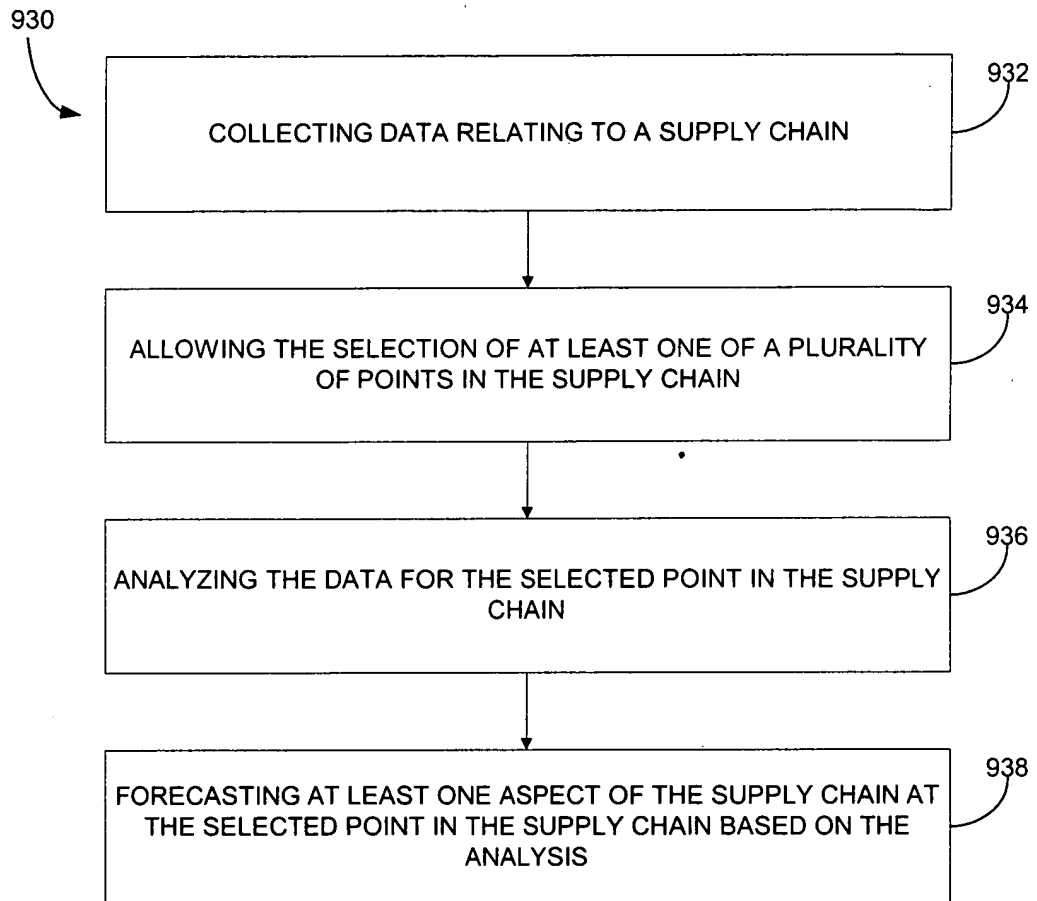 930
932
COLLECTING DATA RELATING TO A SUPPLY CHAIN
934
ALLOWING THE SELECTION OF AT LEAST ONE OF A PLURALITY
OF POINTS IN THE SUPPLY CHAIN
936
ANALYZING THE DATA FOR THE SELECTED POINT IN THE SUPPLY
CHAIN
938
FORECASTING AT LEAST ONE ASPECT OF THE SUPPLY CHAIN AT
THE SELECTED POINT IN THE SUPPLY CHAIN BASED ON THE
ANALYSIS